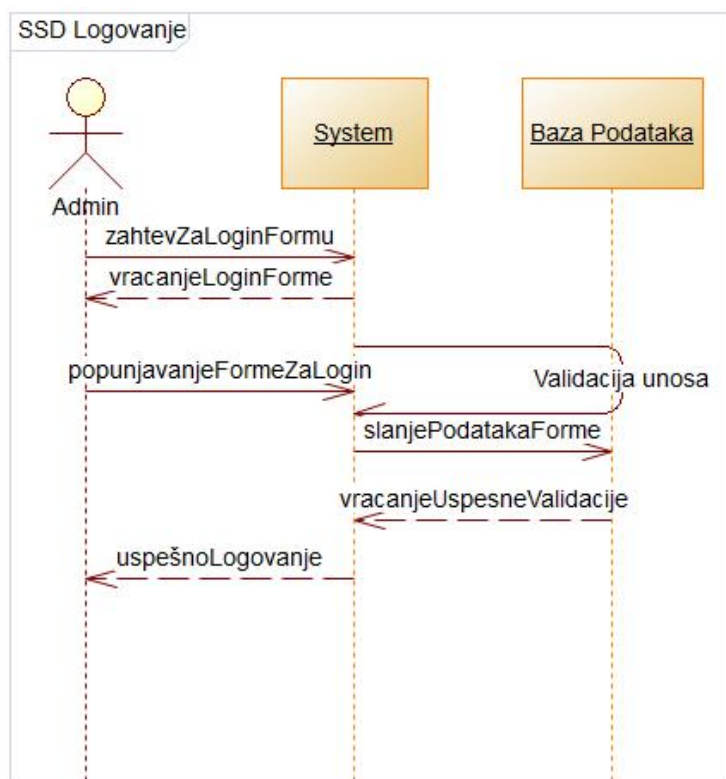 SSD Logovanje
System
Baza Podataka
Admin
zahtevZaLoginFormu
vracanjeLoginForme
popunjavanjeFormeZaLogin
Validacija unosa
slanjePodatakaForme
vracanjeUspesneValidacije
uspešnoLogovanje